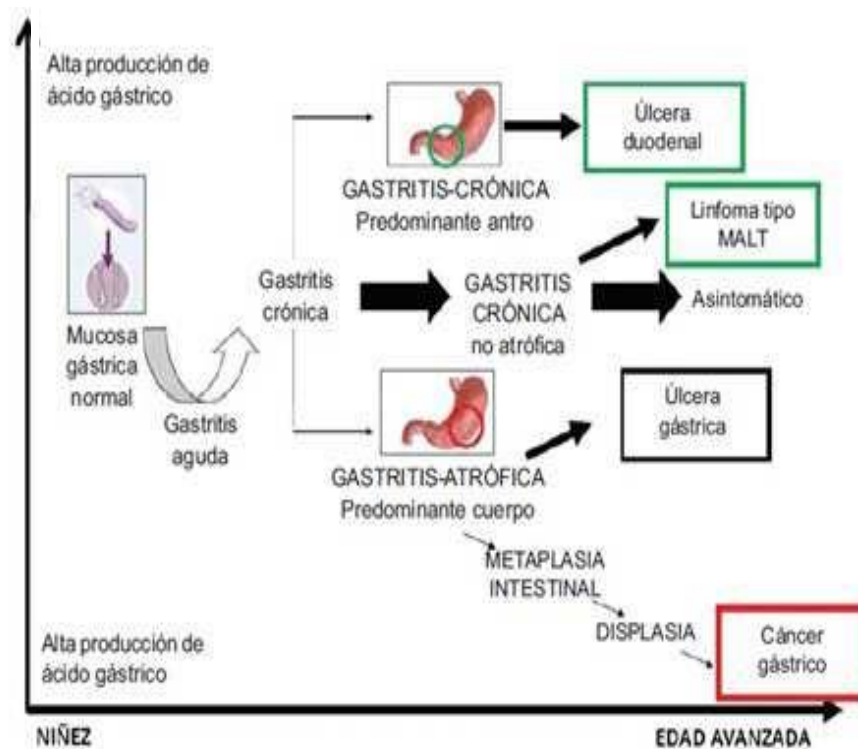 Alta producción de
ácido gástrico
Mucosa
gástrica
normal
Gastritis
aguda
Gastritis
crónica
GASTRITIS-CRÓNICA
Predominante antro
Úlcera
duodenal
Linfoma tipo
MALT
GASTRITIS
CRÓNICA
no atrófica
Asintomático
GASTRITIS-ATRÓFICA
Predominante cuerpo
Úlcera
gástrica
METAPLASIA
INTESTINAL
DISPLASIA
Cáncer
gástrico
Alta producción de
ácido gástrico
NIÑEZ
EDAD AVANZADA